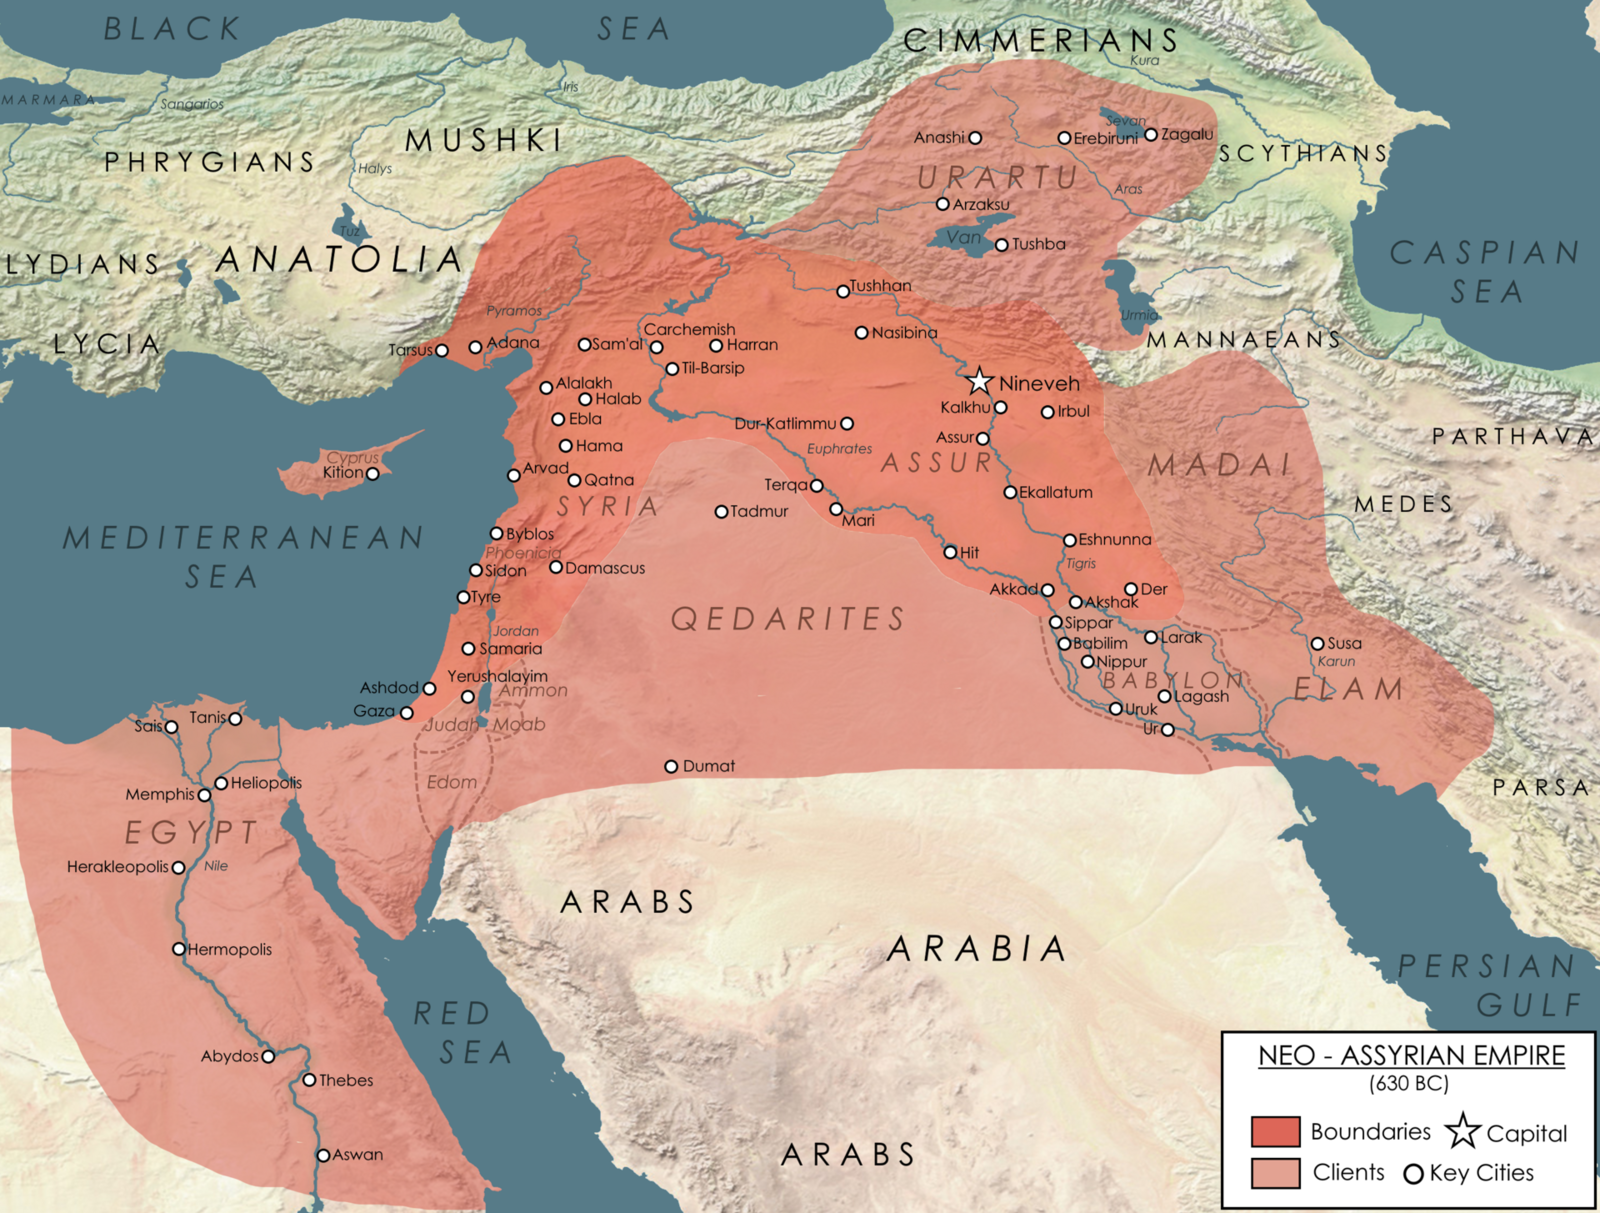 BLACK SEA
CIMMERIANS
Kura
Iris
MARMARA
Sangarios
MUSHKI
PHRYGIANS
Halys
Anashi
Erebiruni
Sevan
Zagalu
SCYTHIANS
URARTU
Aras
Arzaksu
Tuz
Van
Tushba
LYDIANS
ANATOLIA
CASPIAN
SEA
Tushhan
Pyramos
Urmia
LYCIA
Tarsus
Adana
Sam'al
Carchemish
Harran
Nasibina
MANNAEANS
Til-Barsip
Nineveh
Alalakh
Halab
Kalkhu
Irbul
Ebla
Dur-Katlimmu
Assur
PARTHAVA
Hama
Euphrates
ASSUR
MADAI
Cyprus
Kition
Arvad
Qatna
Terqa
Ekallatum
SYRIA
Tadmur
Mari
MEDES
MEDITERRANEAN
SEA
Byblos
Phoenicia
Hit
Eshnunna
Sidon
Damascus
Tigris
Tyre
Akkad
Der
Akshak
QEDARITES
Sippar
Jordan
Samaria
Babilim
Larak
Susa
Karun
Nippur
Yerushalayim
Ashdod
Ammon
BABYLON
ELAM
Lagash
Gaza
Judah
Moab
Uruk
Ur
Sais
Tanis
Dumat
Heliopolis
Edom
Memphis
PARSA
EGYPT
Herakleopolis
Nile
ARABS
Hermopolis
ARABIA
PERSIAN
GULF
RED
SEA
Abydos
Thebes
Aswan
ARABS
NEO - ASSYRIAN EMPIRE
(630 BC)
Boundaries
Capital
Clients
Key Cities